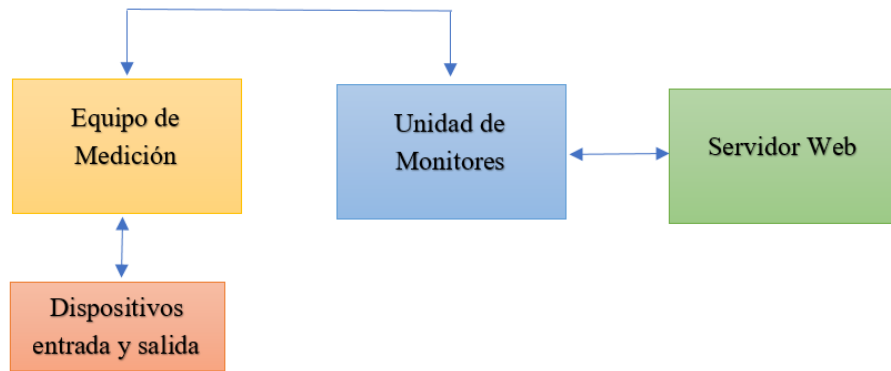 Equipo de
Medición
Unidad de
Monitores
Servidor Web
Dispositivos
entrada y salida